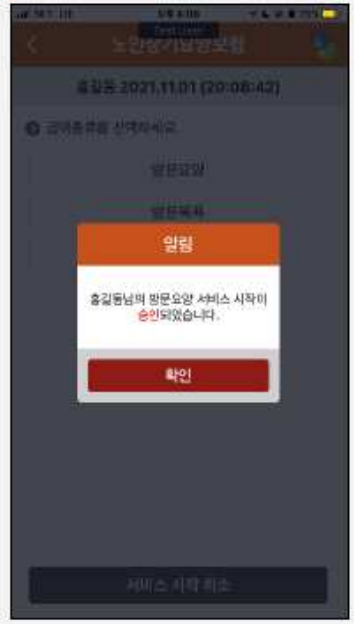 노인장기요양보험
홍길동 2021.11.01 (20:08:42)
급여종류를 선택하세요.
방문요양
방문목욕
알림
홍길동님의 방문요양 서비스 시작이
승인되었습니다.
확인
서비스 시작 취소